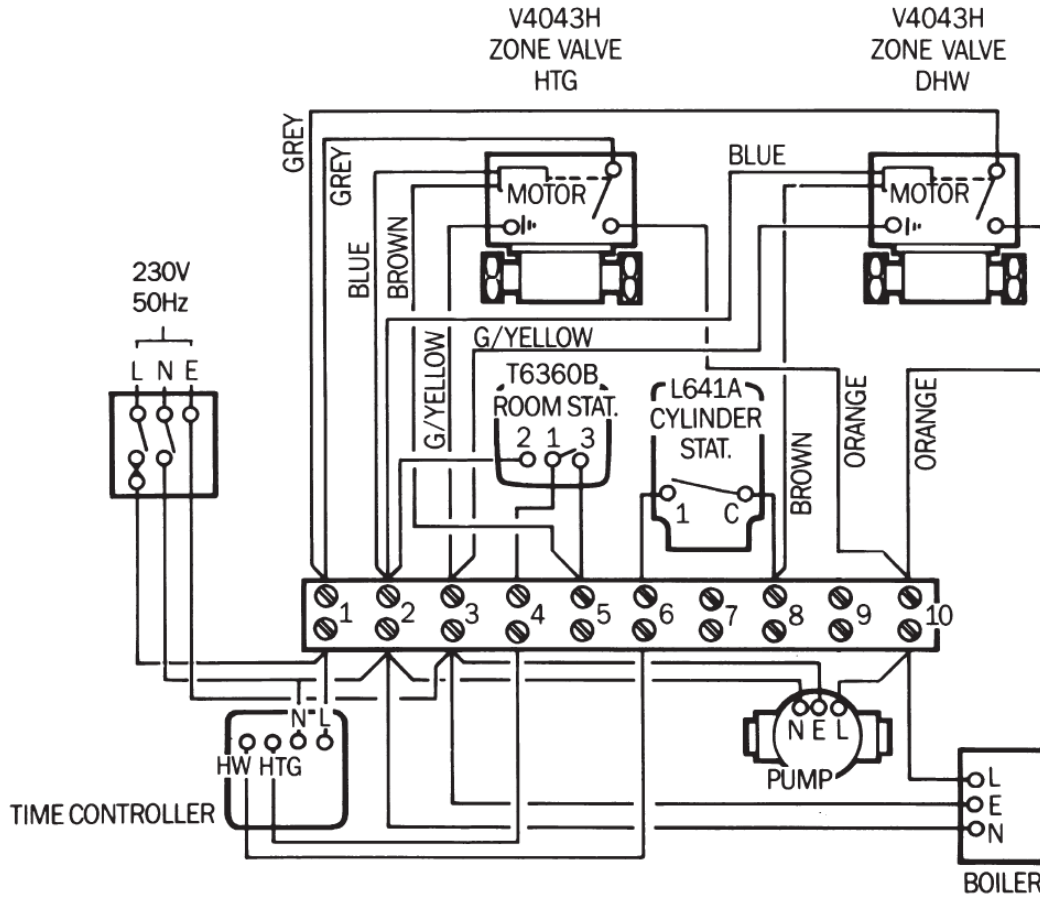 V4043H
ZONE VALVE
HTG
V4043H
ZONE VALVE
DHW
GREY
GREY
BLUE
BROWN
MOTOR
BLUE
MOTOR
230V
50Hz
L N E
G/YELLOW
G/YELLOW
T6360B
ROOM STAT.
2 1 3
L641A
CYLINDER
STAT.
1 C
BROWN
ORANGE
ORANGE
1 2 3 4 5 6 7 8 9 10
N L
HW HTG
TIME CONTROLLER
N E L
PUMP
L
E
N
BOILER